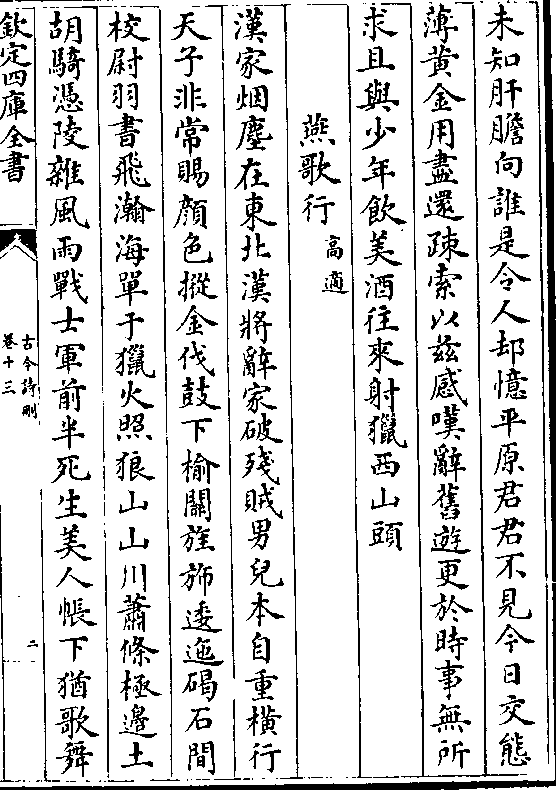 未知肝膽向誰是令人却憶平原君君不見今日交態
薄黃金用盡還疎索以茲感嘆辭舊遊更於時事無所
求且與少年飲美酒往來射獵西山頭
燕歌行 高適
漢家烟塵在東北漢將辭家破殘賊男兒本自重橫行
天子非常賜顔色摐金伐鼓下榆關旌斾逶迤碣石間
校尉羽書飛瀚海單于獵火照狼山山川蕭條極邊土
胡騎憑陵雜風雨戰士軍前半死生美人帳下猶歌舞
欽定四庫全書
古今詩刪
卷十三
二